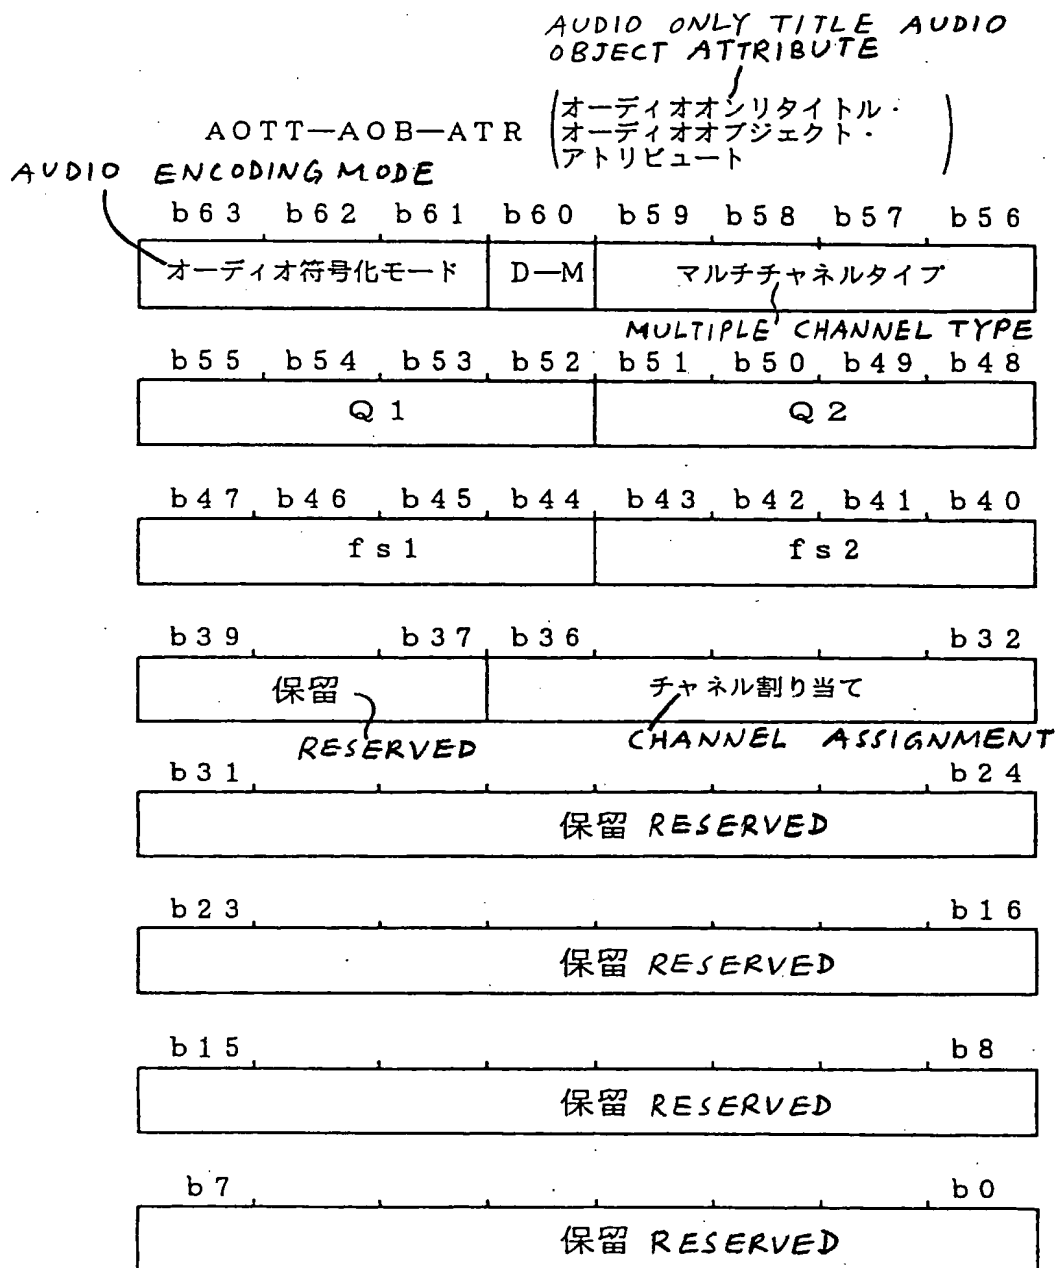 AUDIO ONLY TITLE AUDIO
OBJECT ATTRIBUTE
AOTT—AOB—ATR
(オーディオオンリタイトル・
オーディオオブジェクト・
アトリビュート)
AUDIO ENCODING MODE
b63 b62 b61 b60 b59 b58 b57 b56
オーディオ符号化モード D—M マルチチャネルタイプ
MULTIPLE CHANNEL TYPE
b55 b54 b53 b52 b51 b50 b49 b48
Q1 Q2
b47 b46 b45 b44 b43 b42 b41 b40
fs1 fs2
b39 b37 b36 b32
保留 チャネル割り当て
RESERVED CHANNEL ASSIGNMENT
b31 b24
保留 RESERVED
b23 b16
保留 RESERVED
b15 b8
保留 RESERVED
b7 b0
保留 RESERVED